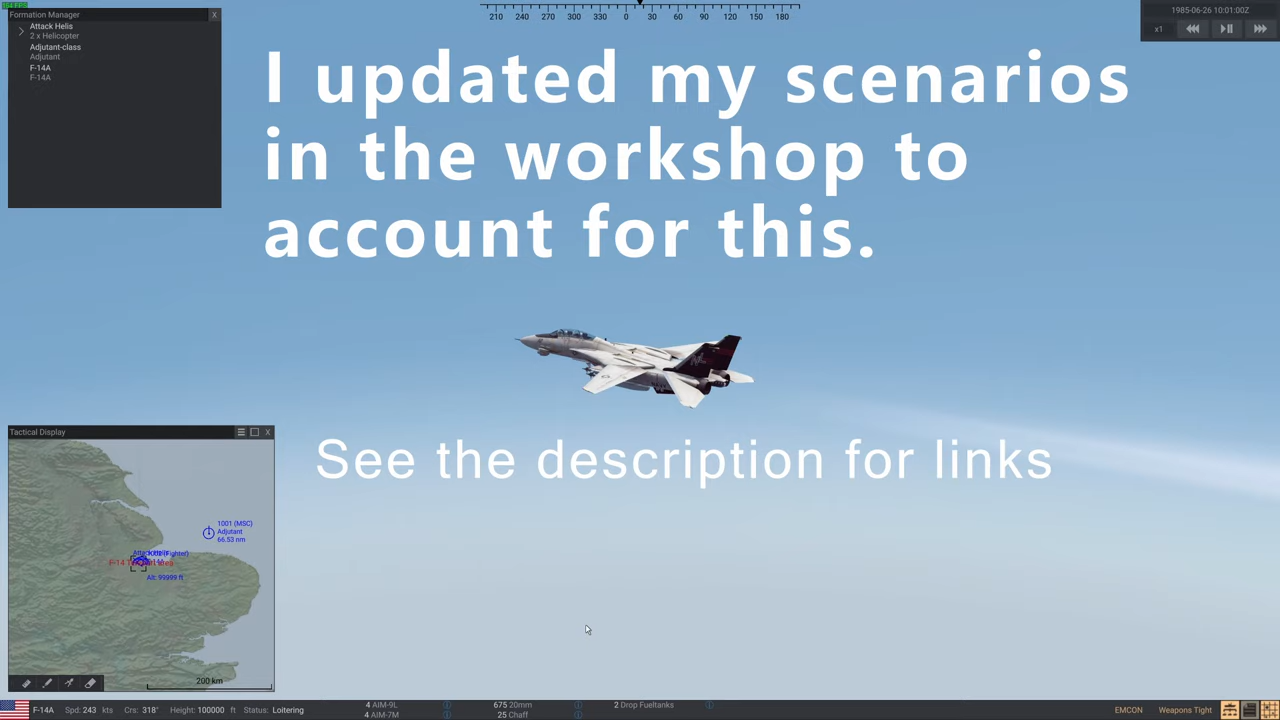 Formation Manager
X
Attack Helis
2 x Helicopter
Adjutant-class
Adjutant
F-14A
F-14A
210 240 270 300 330 0 30 60 90 120 150 180
1985-06-26 10:01:00Z
x1
I updated my scenarios
in the workshop to
account for this.
See the description for links
Tactical Display
X
1001 (MSC)
Adjutant
66.53 nm
Alt: 99999 ft
200 km
F-14A Spd: 243 kts Crs: 318° Height: 100000 ft Status: Loitering
4 AIM-9L
4 AIM-7M
675 20mm
25 Chaff
2 Drop Fueltanks
EMCON
Weapons Tight